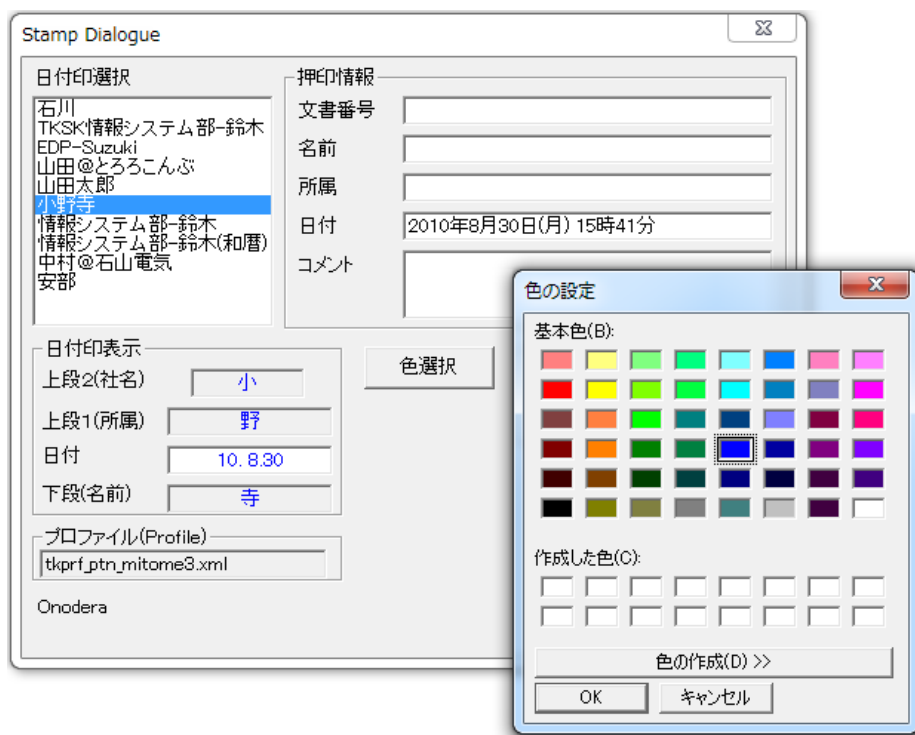 Stamp Dialogue
日付印選択
石川
TKSK情報システム部-鈴木
EDP-Suzuki
山田@とろろこんぶ
山田太郎
小野寺
情報システム部-鈴木
情報システム部-鈴木(和暦)
中村@石山電気
安部
押印情報
文書番号
名前
所属
日付
2010年8月30日(月) 15時41分
コメント
日付印表示
上段2(社名)
小
上段1(所属)
野
日付
10. 8.30
下段(名前)
寺
色選択
プロファイル(Profile)
tkprf_ptn_mitome3.xml
Onodera
色の設定
基本色(B):
作成した色(C):
色の作成(D) >>
OK
キャンセル